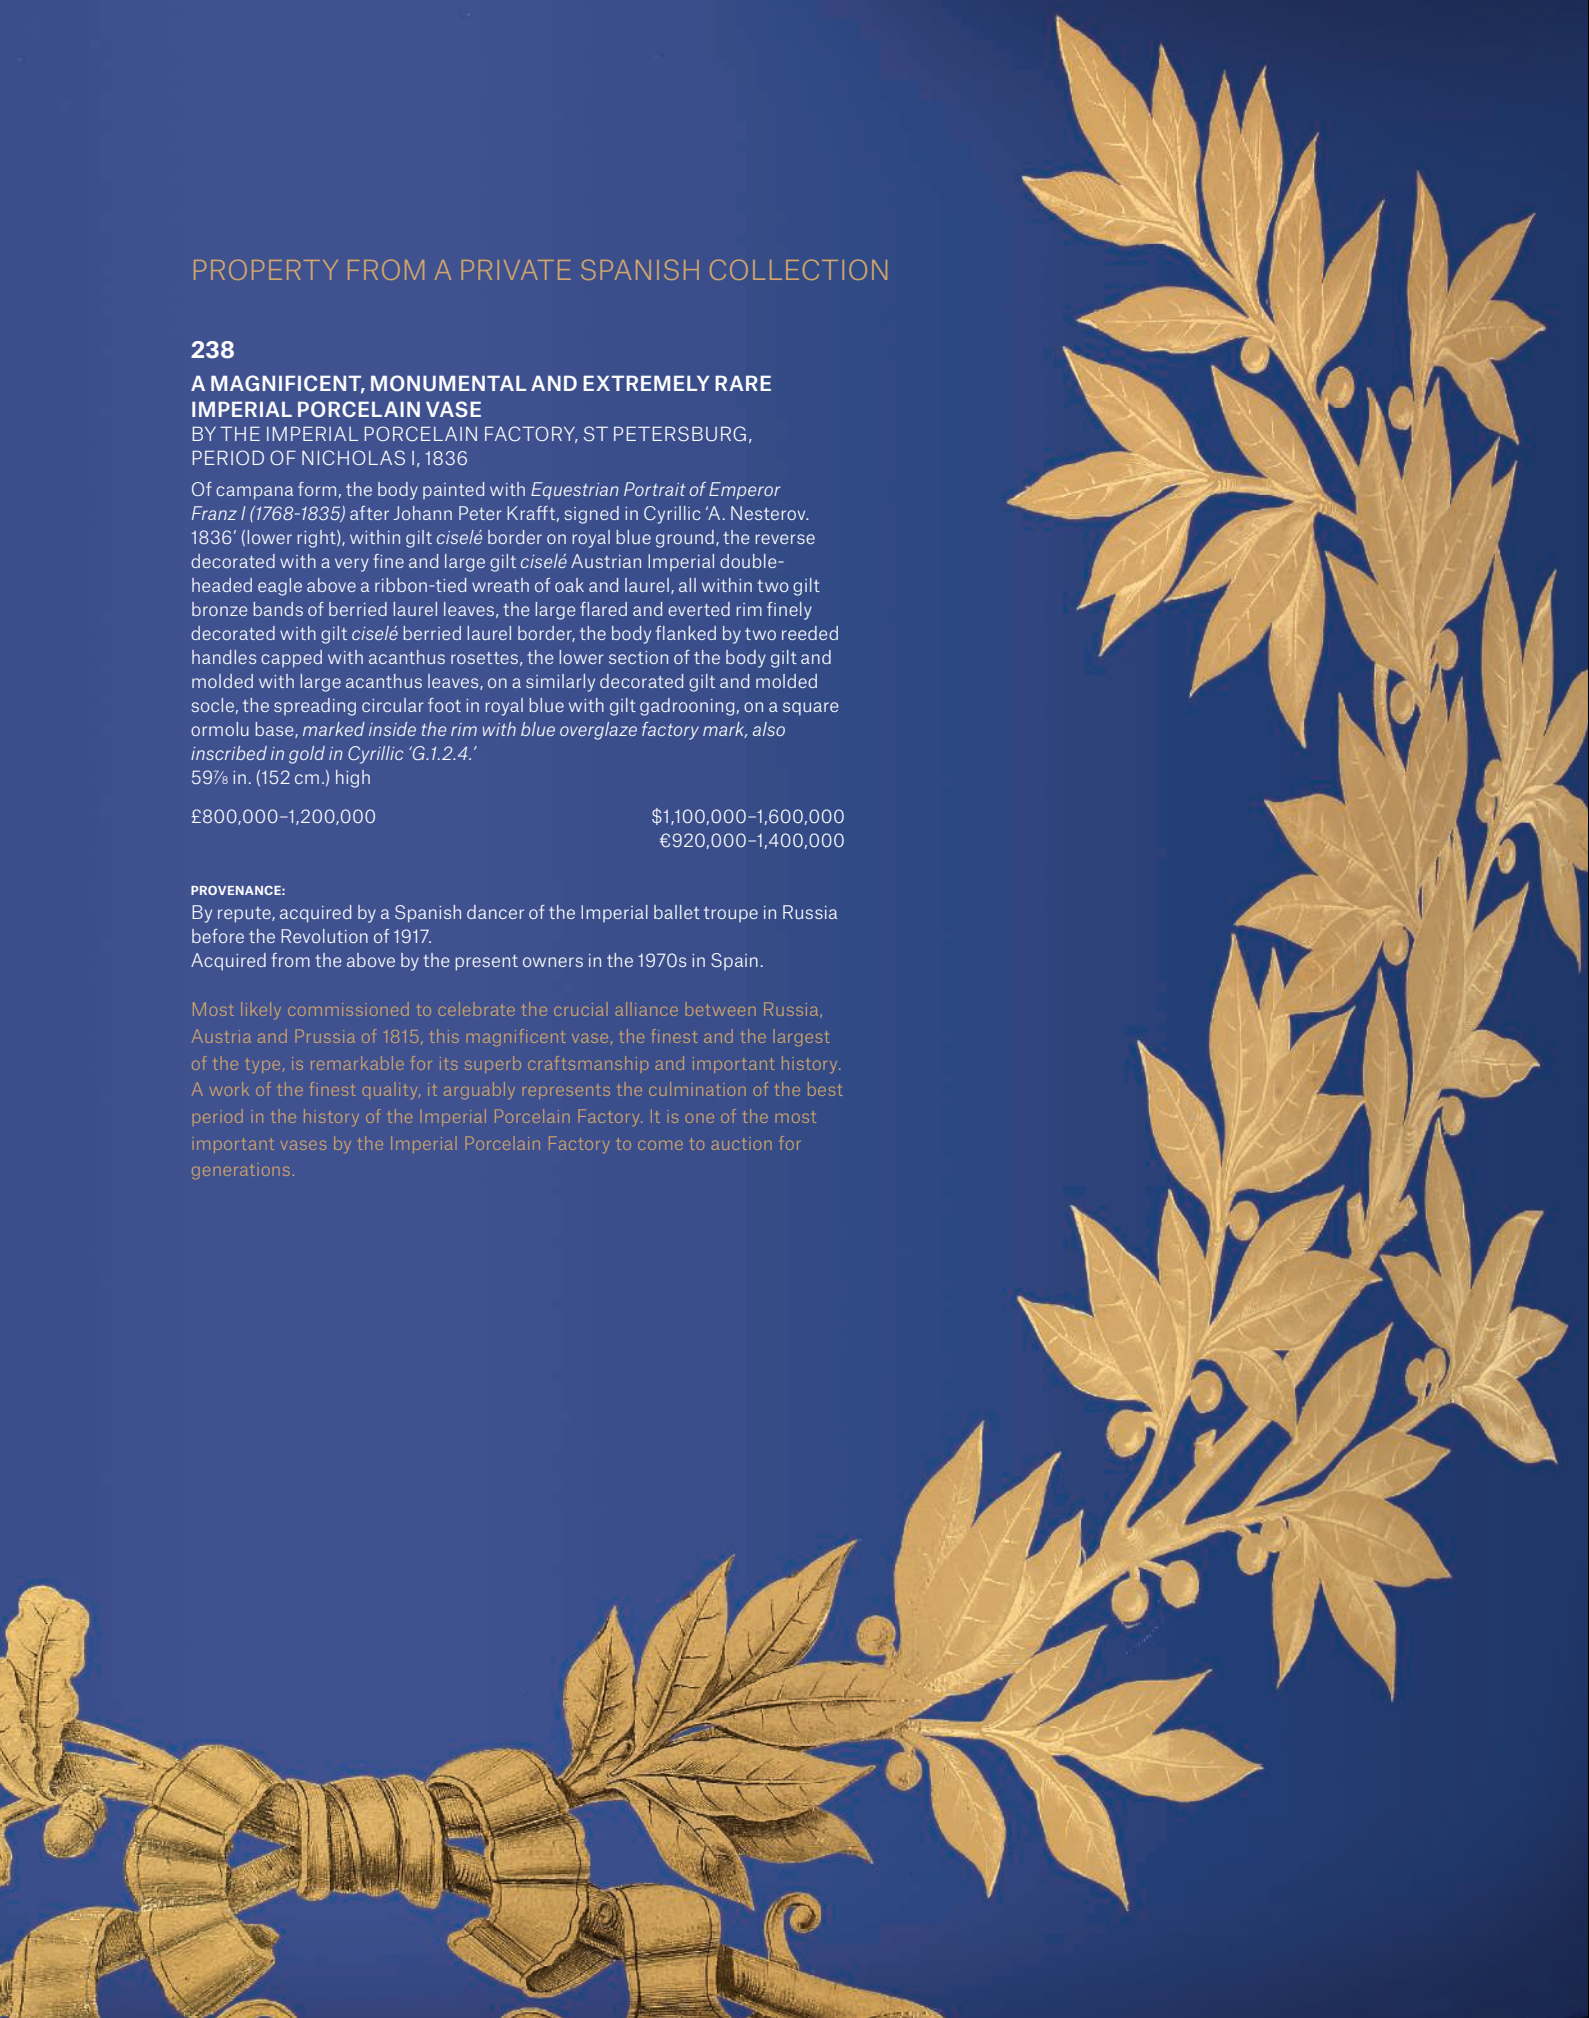 PROPERTY FROM A PRIVATE SPANISH COLLECTION
238
A MAGNIFICENT, MONUMENTAL AND EXTREMELY RARE
IMPERIAL PORCELAIN VASE
BY THE IMPERIAL PORCELAIN FACTORY, ST PETERSBURG,
PERIOD OF NICHOLAS I, 1836
Of campana form, the body painted with Equestrian Portrait of Emperor
Franz I (1768-1835) after Johann Peter Krafft, signed in Cyrillic ‘A. Nesterov.
1836’ (lower right), within gilt ciselé border on royal blue ground, the reverse
decorated with a very fine and large gilt ciselé Austrian Imperial double-
headed eagle above a ribbon-tied wreath of oak and laurel, all within two gilt
bronze bands of berried laurel leaves, the large flared and everted rim finely
decorated with gilt ciselé berried laurel border, the body flanked by two reeded
handles capped with acanthus rosettes, the lower section of the body gilt and
molded with large acanthus leaves, on a similarly decorated gilt and molded
socle, the spreading circular foot in royal blue with gilt gadrooning, on a square
ormolu base, marked inside the rim with blue overglaze factory mark, also
inscribed in gold in Cyrillic ‘G.1.2.4.’
59⅞ in. (152 cm.) high
£800,000–1,200,000 $1,100,000–1,600,000
€920,000–1,400,000
PROVENANCE:
By repute, acquired by a Spanish dancer of the Imperial ballet troupe in Russia
before the Revolution of 1917.
Acquired from the above by the present owners in the 1970s in Spain.
Most likely commissioned to celebrate the crucial alliance between Russia,
Austria and Prussia of 1815, this magnificent vase, the finest and the largest
of the type, is remarkable for its superb craftsmanship and important history.
A work of the finest quality, it arguably represents the culmination of the best
period in the history of the Imperial Porcelain Factory. It is one of the most
important vases by the Imperial Porcelain Factory to come to auction for
generations.